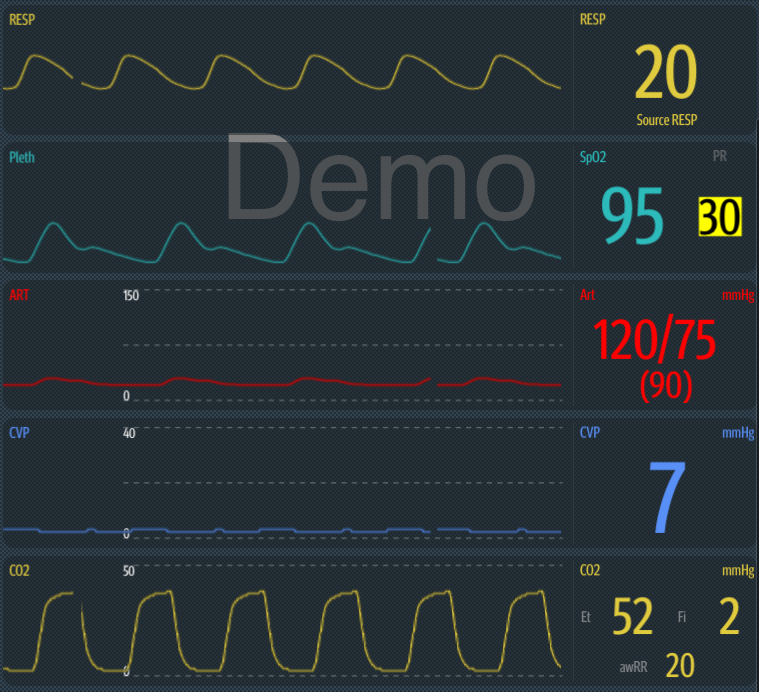 RESP
RESP
20
Source RESP
Demo
Pleth
SpO2
PR
95
30
ART
150
0
Art
mmHg
120/75
(90)
CVP
40
0
CVP
mmHg
7
CO2
50
0
CO2
mmHg
Et 52 Fi 2
awRR 20